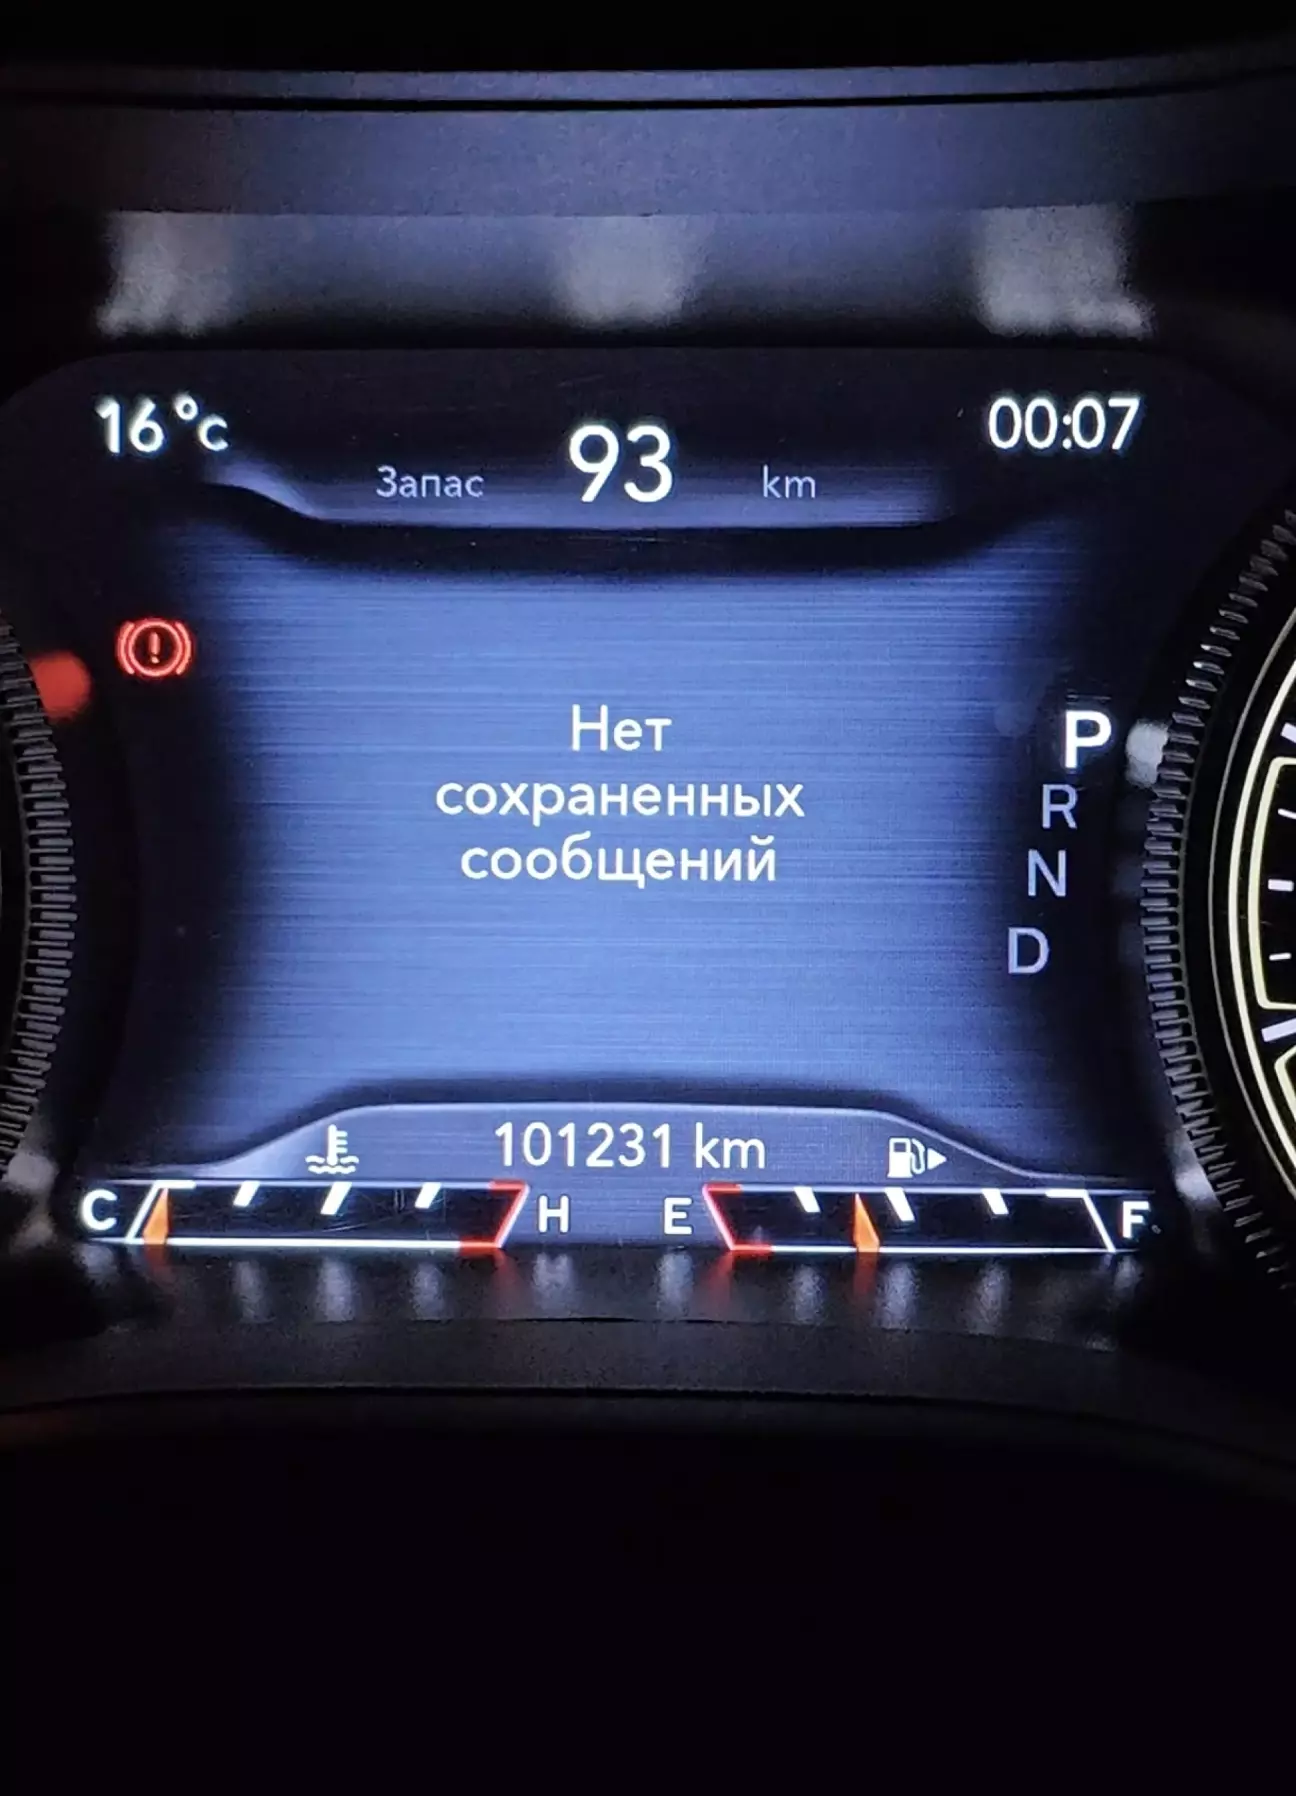 16°C
00:07
Запас 93 km
Нет
сохраненных
сообщений
P
R
N
D
101231 km
C H E F